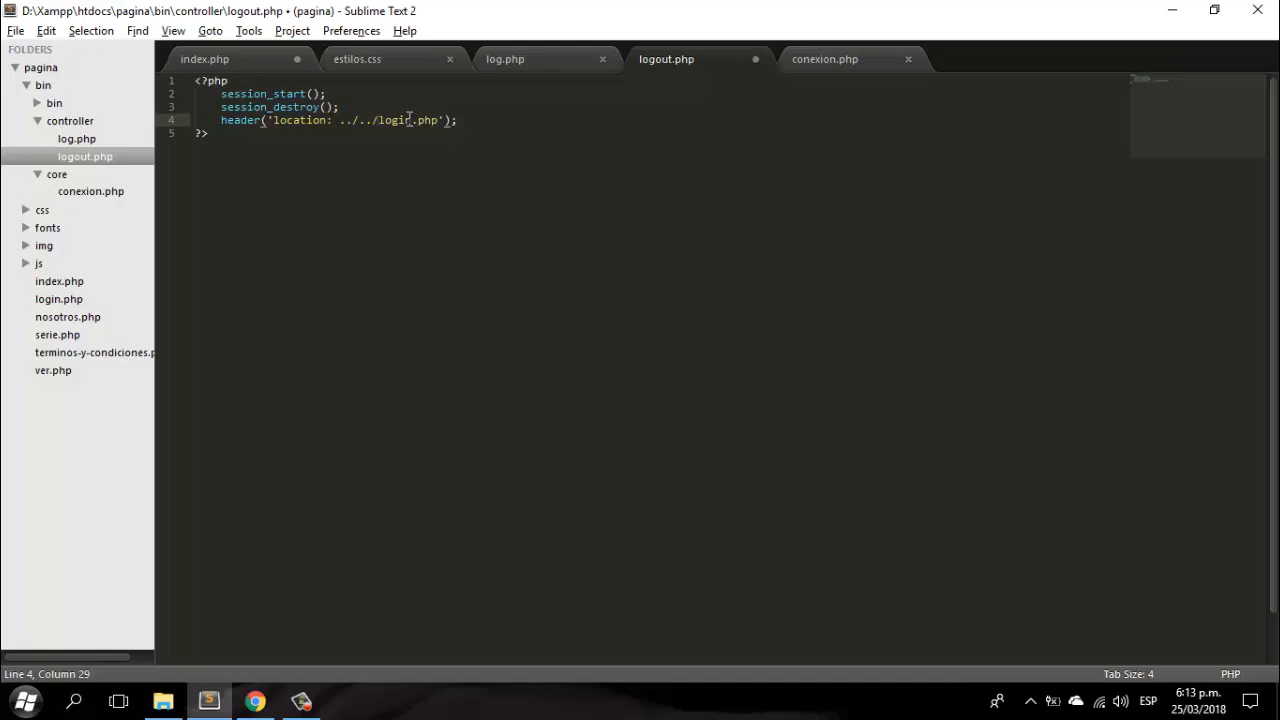 D:\Xampp\htdocs\pagina\bin\controller\logout.php • (pagina) - Sublime Text 2
File Edit Selection Find View Goto Tools Project Preferences Help
FOLDERS
pagina
bin
bin
controller
log.php
logout.php
core
conexion.php
css
fonts
img
js
index.php
login.php
nosotros.php
serie.php
terminos-y-condiciones.p
ver.php
index.php estilos.css log.php logout.php conexion.php
1 <?php
2 session_start();
3 session_destroy();
4 header('location: ../../login.php');
5 ?>
Line 4, Column 29 Tab Size: 4 PHP
ESP 6:13 p.m.
25/03/2018